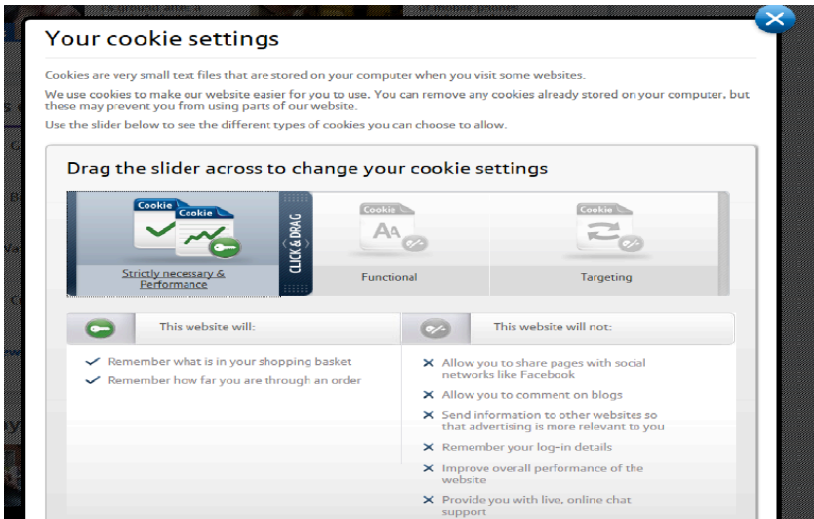 Your cookie settings
Cookies are very small text files that are stored on your computer when you visit some websites.
We use cookies to make our website easier for you to use. You can remove any cookies already stored on your computer, but
these may prevent you from using parts of our website.
Use the slider below to see the different types of cookies you can choose to allow.
Drag the slider across to change your cookie settings
Cookie
Cookie
CLICK & DRAG
Cookie
AA
Cookie
Strictly necessary &
Performance
Functional
Targeting
This website will:
Remember what is in your shopping basket
Remember how far you are through an order
This website will not:
Allow you to share pages with social
networks like Facebook
Allow you to comment on blogs
Send information to other websites so
that advertising is more relevant to you
Remember your log-in details
Improve overall performance of the
website
Provide you with live, online chat
support